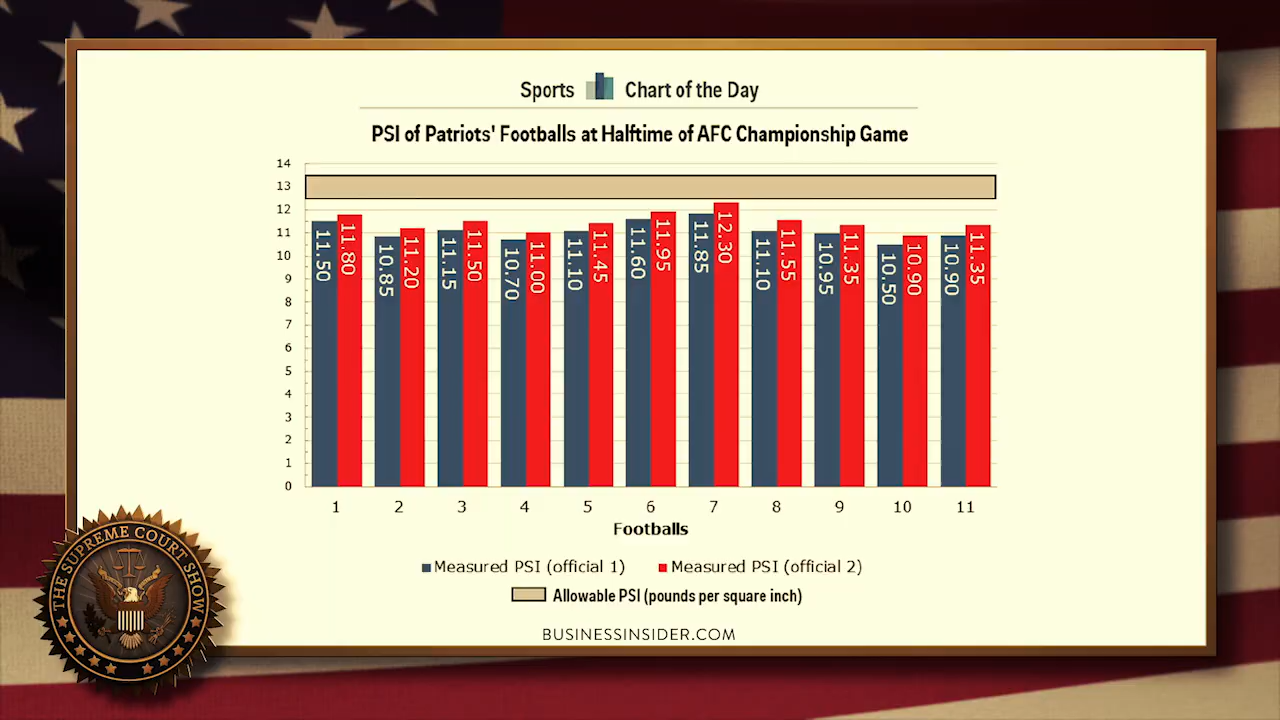 Sports Chart of the Day
PSI of Patriots' Footballs at Halftime of AFC Championship Game
14
13
12
11
10
9
8
7
6
5
4
3
2
1
0
11.50 11.80 10.85 11.20 11.15 11.50 10.70 11.00 11.10 11.45 11.60 11.95 11.85 12.30 11.10 11.55 10.95 11.35 10.50 10.90 10.90 11.35
1 2 3 4 5 6 7 8 9 10 11
Footballs
Measured PSI (official 1) Measured PSI (official 2)
Allowable PSI (pounds per square inch)
BUSINESSINSIDER.COM
THE SUPREME COURT SHOW